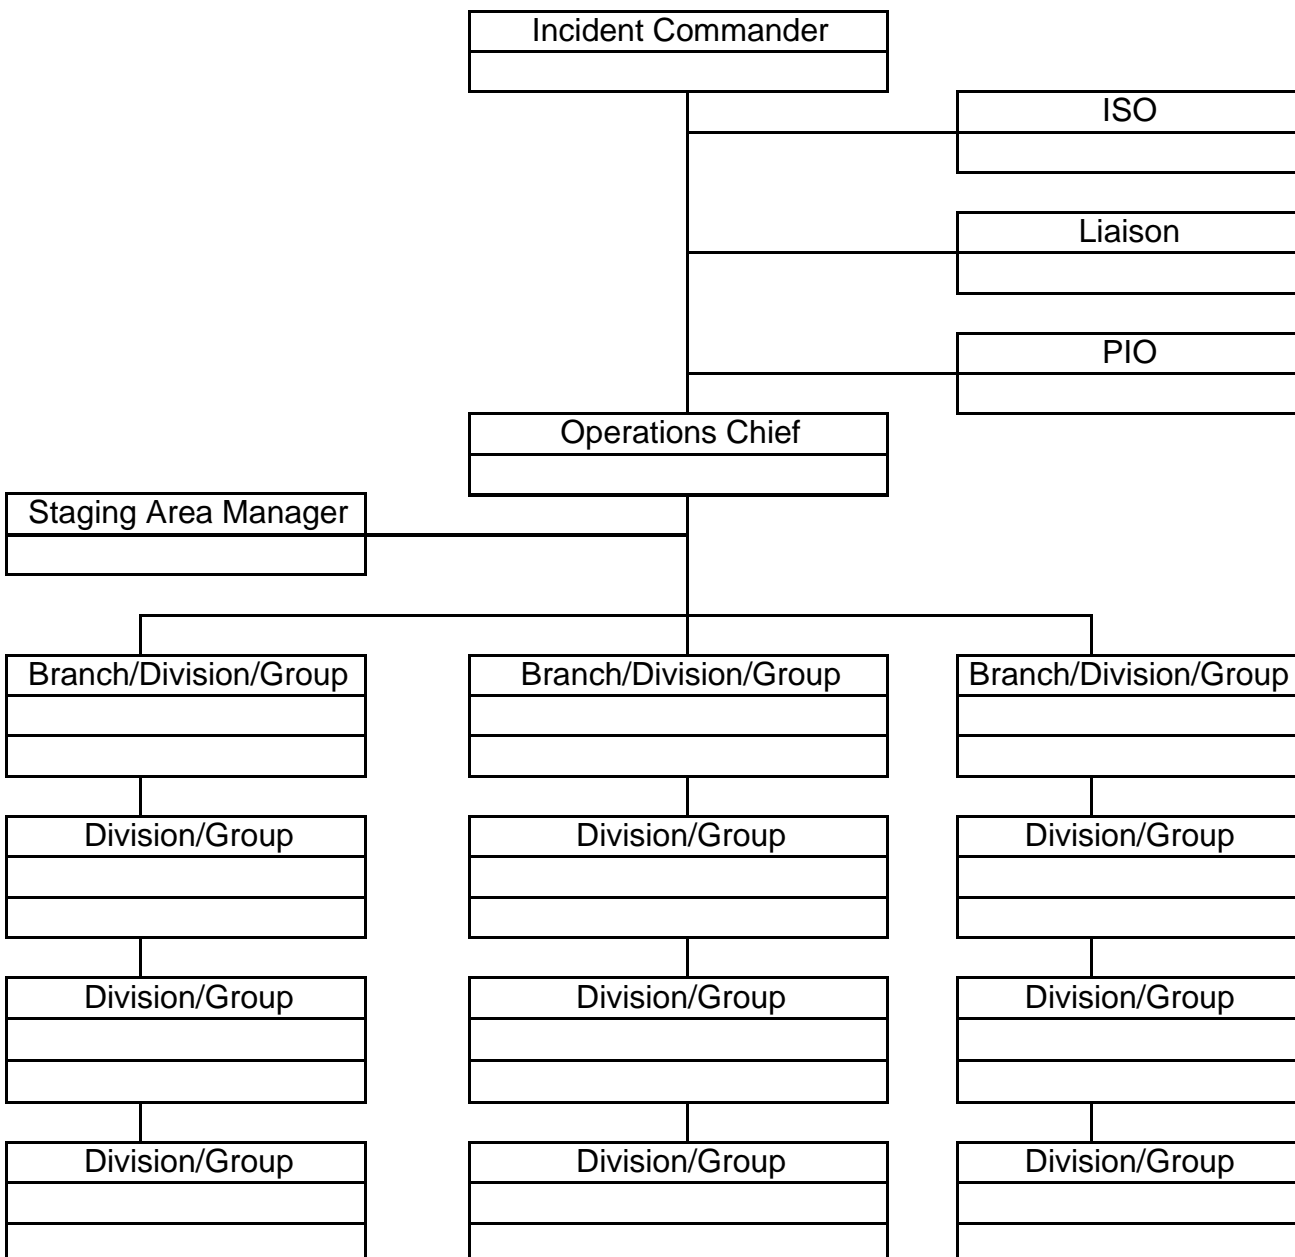 Incident Commander
ISO
Liaison
PIO
Operations Chief
Staging Area Manager
Branch/Division/Group
Branch/Division/Group
Branch/Division/Group
Division/Group
Division/Group
Division/Group
Division/Group
Division/Group
Division/Group
Division/Group
Division/Group
Division/Group